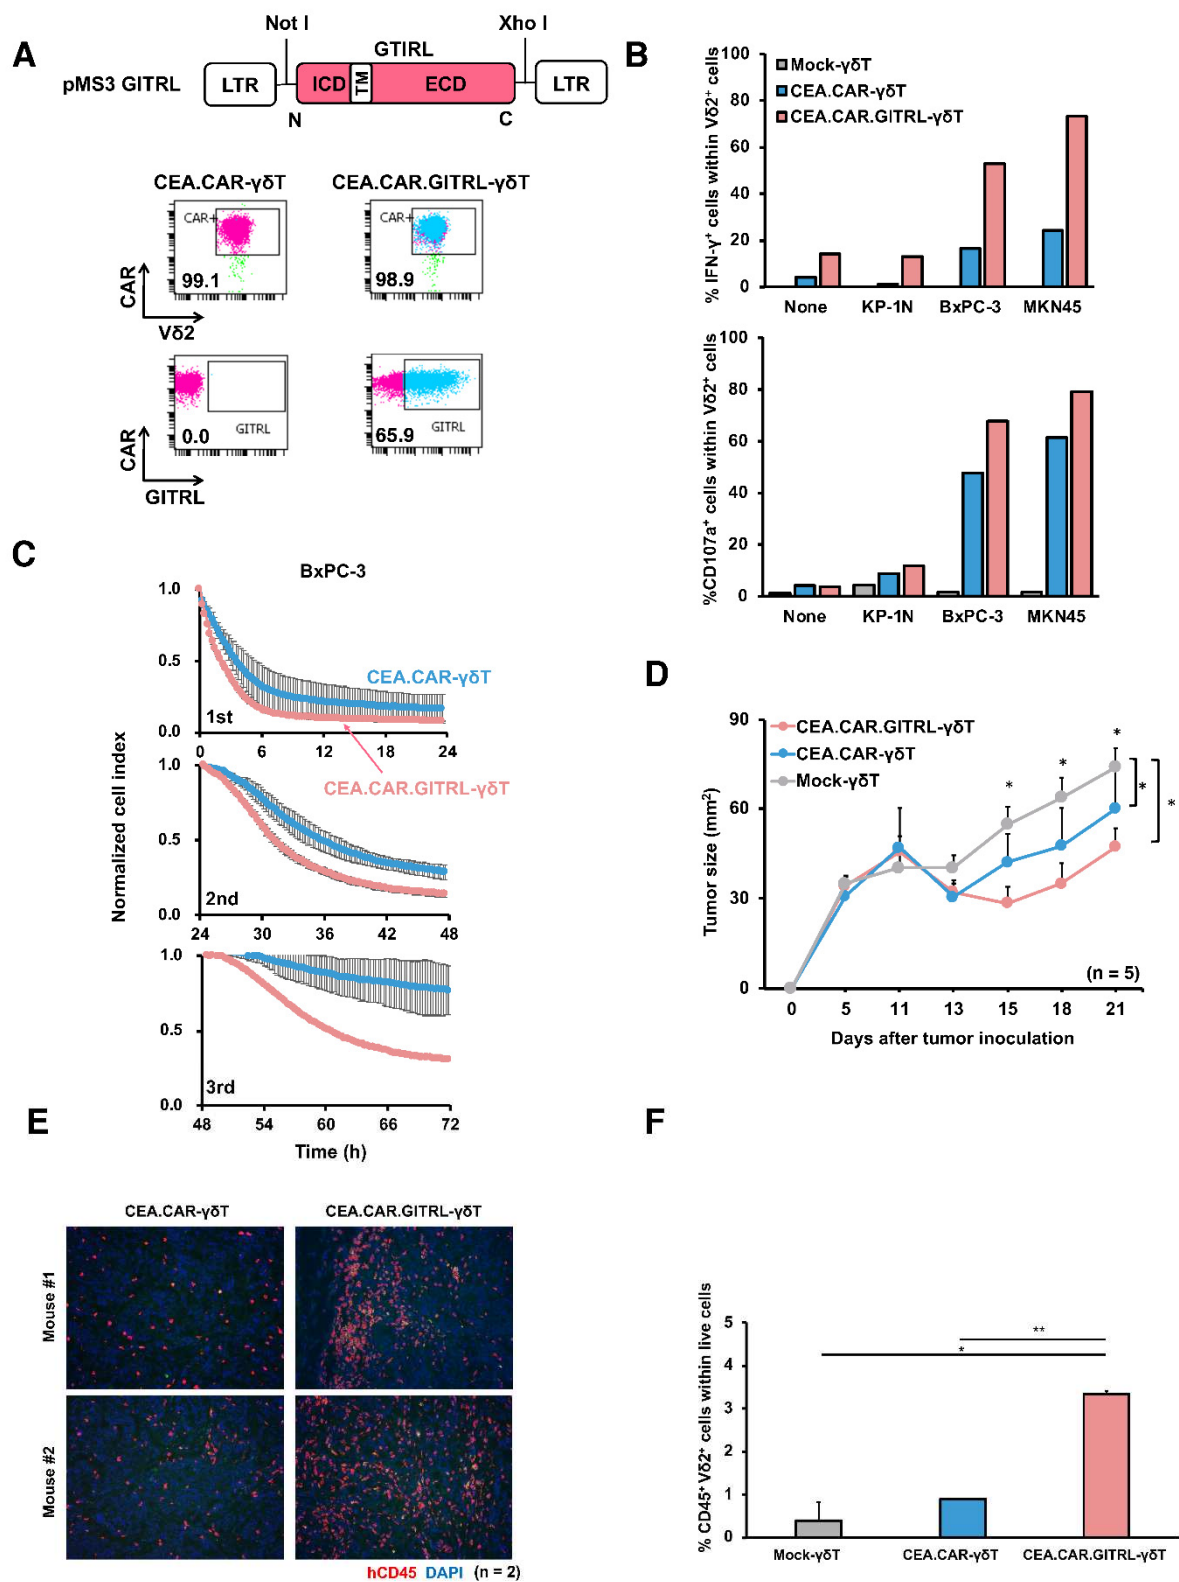 A
Not I
Xho I
GTIRL
pMS3 GITRL
LTR
ICD
TM
ECD
LTR
N
C
CEA.CAR-γδT
CEA.CAR.GITRL-γδT
CAR+
99.1
CAR+
98.9
CAR
Vδ2
0.0
GITRL
65.9
GITRL
CAR
GITRL
B
Mock-γδT
CEA.CAR-γδT
CEA.CAR.GITRL-γδT
% IFN-γ⁺ cells within Vδ2⁺ cells
100
80
60
40
20
0
None
KP-1N
BxPC-3
MKN45
%CD107a⁺ cells within Vδ2⁺ cells
100
80
60
40
20
0
None
KP-1N
BxPC-3
MKN45
C
BxPC-3
Normalized cell index
1.0
0.5
0.0
1st
0
6
12
18
24
CEA.CAR-γδT
CEA.CAR.GITRL-γδT
1.0
0.5
0.0
2nd
24
30
36
42
48
1.0
0.5
0.0
3rd
48
54
60
66
72
Time (h)
D
CEA.CAR.GITRL-γδT
CEA.CAR-γδT
Mock-γδT
Tumor size (mm²)
90
60
30
0
*
*
*
*
*
(n = 5)
0
5
11
13
15
18
21
Days after tumor inoculation
E
CEA.CAR-γδT
CEA.CAR.GITRL-γδT
Mouse #1
Mouse #2
hCD45 DAPI (n = 2)
F
% CD45⁺ Vδ2⁺ cells within live cells
5
4
3
2
1
0
**
*
Mock-γδT
CEA.CAR-γδT
CEA.CAR.GITRL-γδT